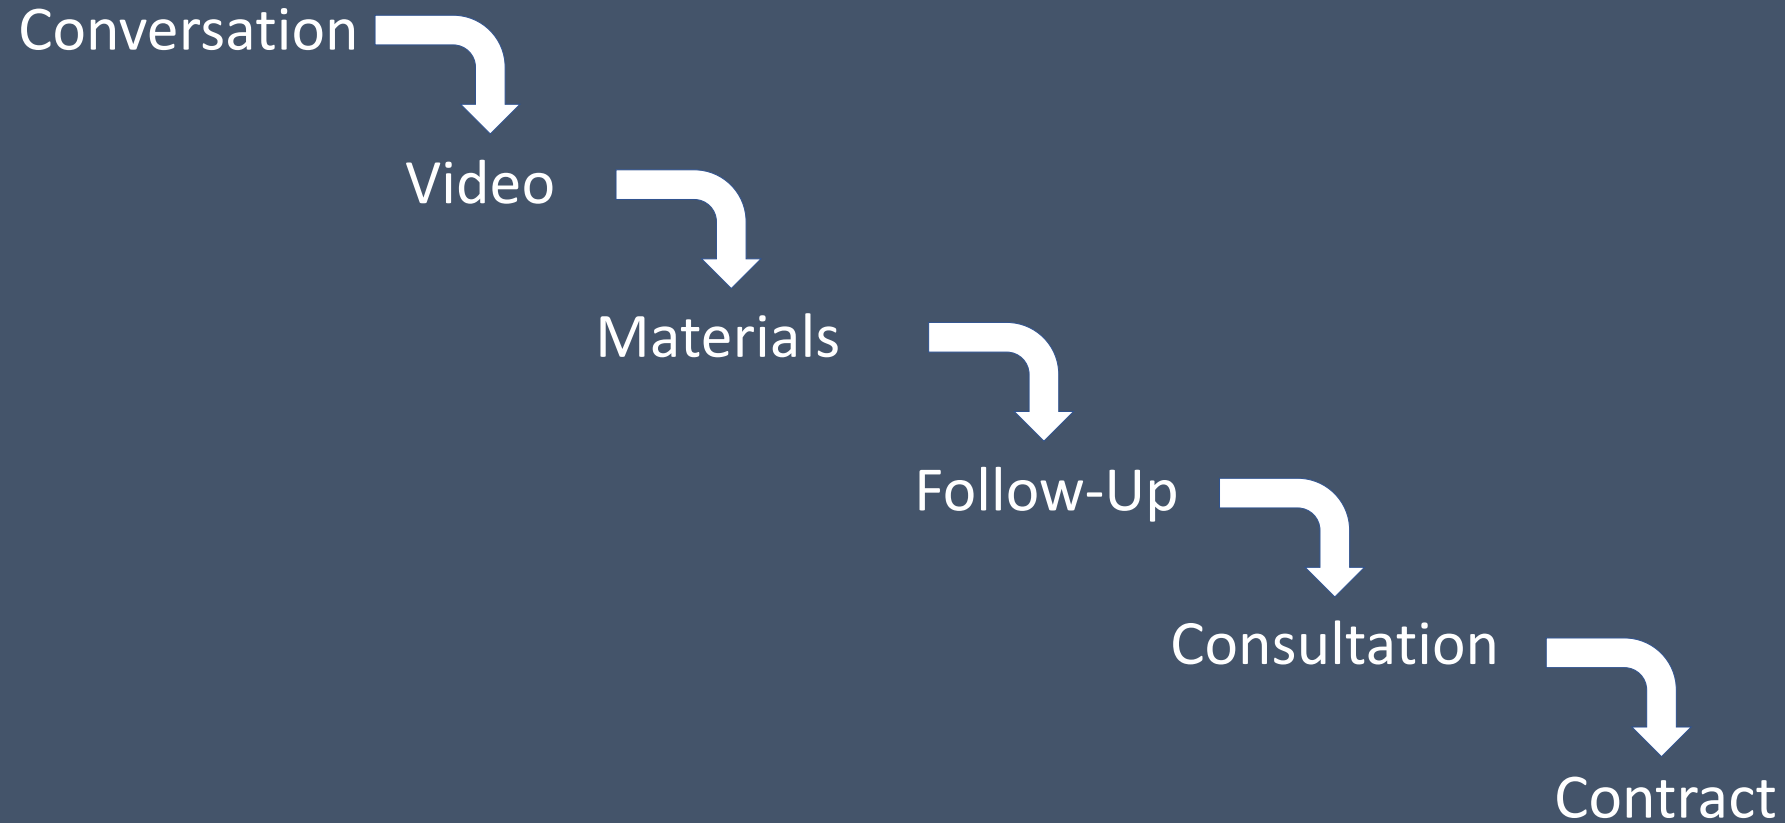 Conversation
Video
Materials
Follow-Up
Consultation
Contract